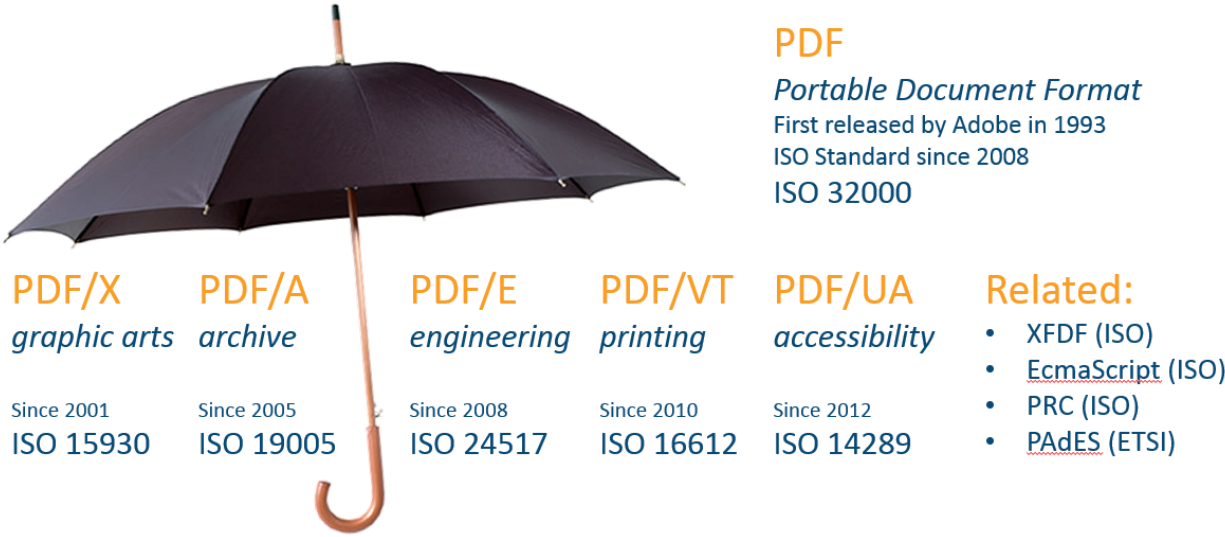 PDF
Portable Document Format
First released by Adobe in 1993
ISO Standard since 2008
ISO 32000
PDF/X
graphic arts
Since 2001
ISO 15930
PDF/A
archive
Since 2005
ISO 19005
PDF/E
engineering
Since 2008
ISO 24517
PDF/VT
printing
Since 2010
ISO 16612
PDF/UA
accessibility
Since 2012
ISO 14289
Related:
• XFDF (ISO)
• EcmaScript (ISO)
• PRC (ISO)
• PAdES (ETSI)